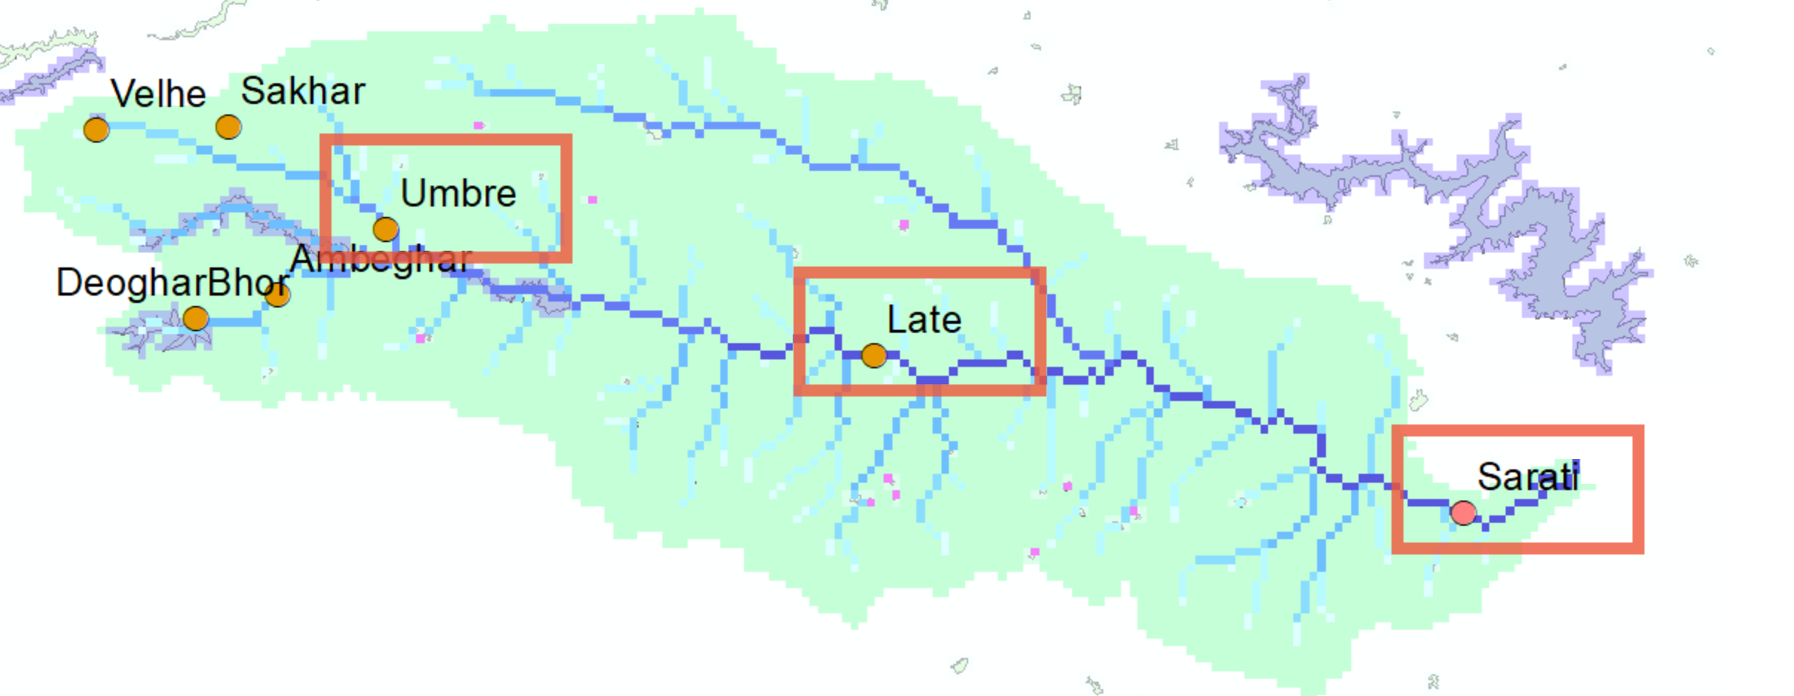 Velhe
Sakhar
Umbre
Ambeghar
DeogharBhor
Late
Sarati